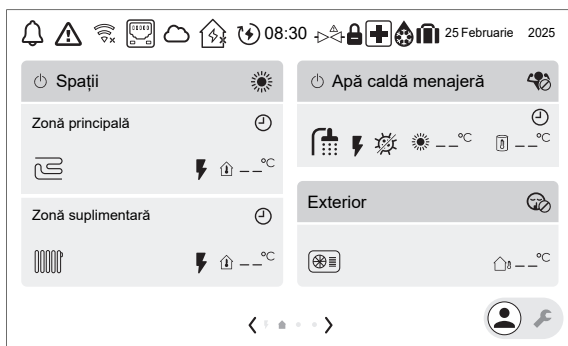 08:30 25 Februarie 2025
Spații
Zonă principală
--°C
Zonă suplimentară
--°C
Apă caldă menajeră
--°C --°C
Exterior
--°C